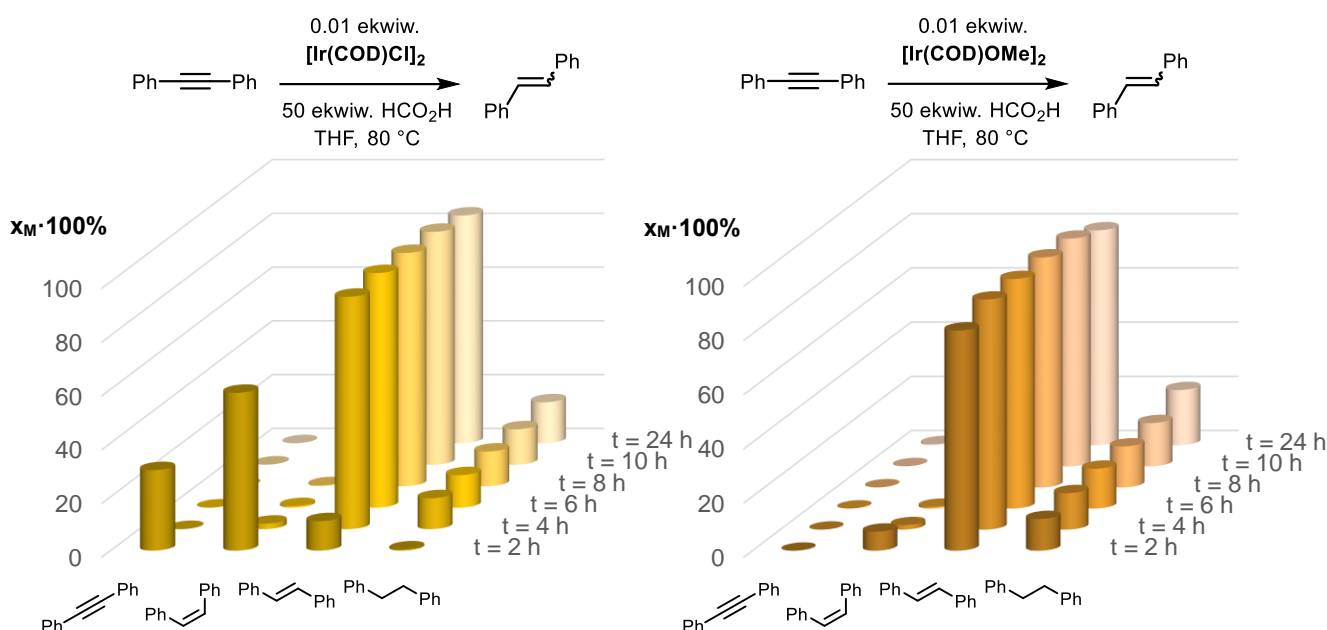 0.01 ekwiw.
[Ir(COD)Cl]2
Ph
Ph
Ph
Ph
50 ekwiw. HCO2H
THF, 80 °C
0.01 ekwiw.
[Ir(COD)OMe]2
Ph
Ph
Ph
Ph
50 ekwiw. HCO2H
THF, 80 °C
xM·100%
100
80
60
40
20
0
t = 24 h
t = 10 h
t = 8 h
t = 6 h
t = 4 h
t = 2 h
Ph
Ph
Ph
Ph
Ph
Ph
Ph
Ph
xM·100%
100
80
60
40
20
0
t = 24 h
t = 10 h
t = 8 h
t = 6 h
t = 4 h
t = 2 h
Ph
Ph
Ph
Ph
Ph
Ph
Ph
Ph